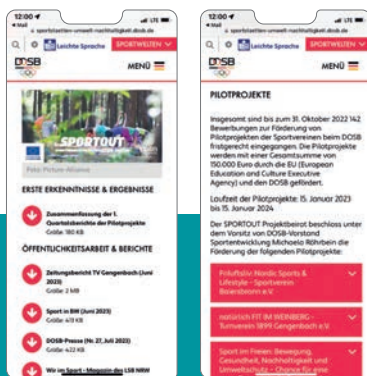 12:00
LTE
Mail
sportstaetten-umwelt-nachhaltigkeit.dosb.de
Leichte Sprache
SPORTWELTEN
DOSB
MENÜ
SPORTOUT
Foto: Picture-Alliance
ERSTE ERKENNTNISSE & ERGEBNISSE
Zusammenfassung der 1.
Quartalsberichte der Pilotprojekte
Größe: 180 KB
ÖFFENTLICHKEITSARBEIT & BERICHTE
Zeitungsbericht TV Gengenbach (Juni
2023)
Größe: 2 MB
Sport in BW (Juni 2023)
DOSB-Presse (Nr. 27, Juli 2023)
Größe: 422 KB
Wir im Sport - Magazin des LSB NRW
12:00
LTE
Mail
sportstaetten-umwelt-nachhaltigkeit.dosb.de
Leichte Sprache
SPORTWELTEN
DOSB
MENÜ
PILOTPROJEKTE
Insgesamt sind bis zum 31. Oktober 2022 142
Bewerbungen zur Förderung von
Pilotprojekten der Sportvereinen beim DOSB
fristgerecht eingegangen. Die Pilotprojekte
werden mit einer Gesamtsumme von
150.000 Euro durch die EU (European
Education and Culture Executive
Agency) und den DOSB gefördert.
Laufzeit der Pilotprojekte: 15. Januar 2023
bis 15. Januar 2024
Der SPORTOUT Projektbeirat beschloss unter
dem Vorsitz von DOSB-Vorstand
Sportentwicklung Michaela Röhrbein die
Förderung der folgenden Pilotprojekte:
Nordic Sports &
Lifestyle - Sportverein
Baiersbronn e.V.
natürlich FIT IM WEINBERG -
Turnverein 1899 Gengenbach e.V.
Sport im Freien: Bewegung,
Gesundheit, Nachhaltigkeit und
Umweltschutz - Chance für eine